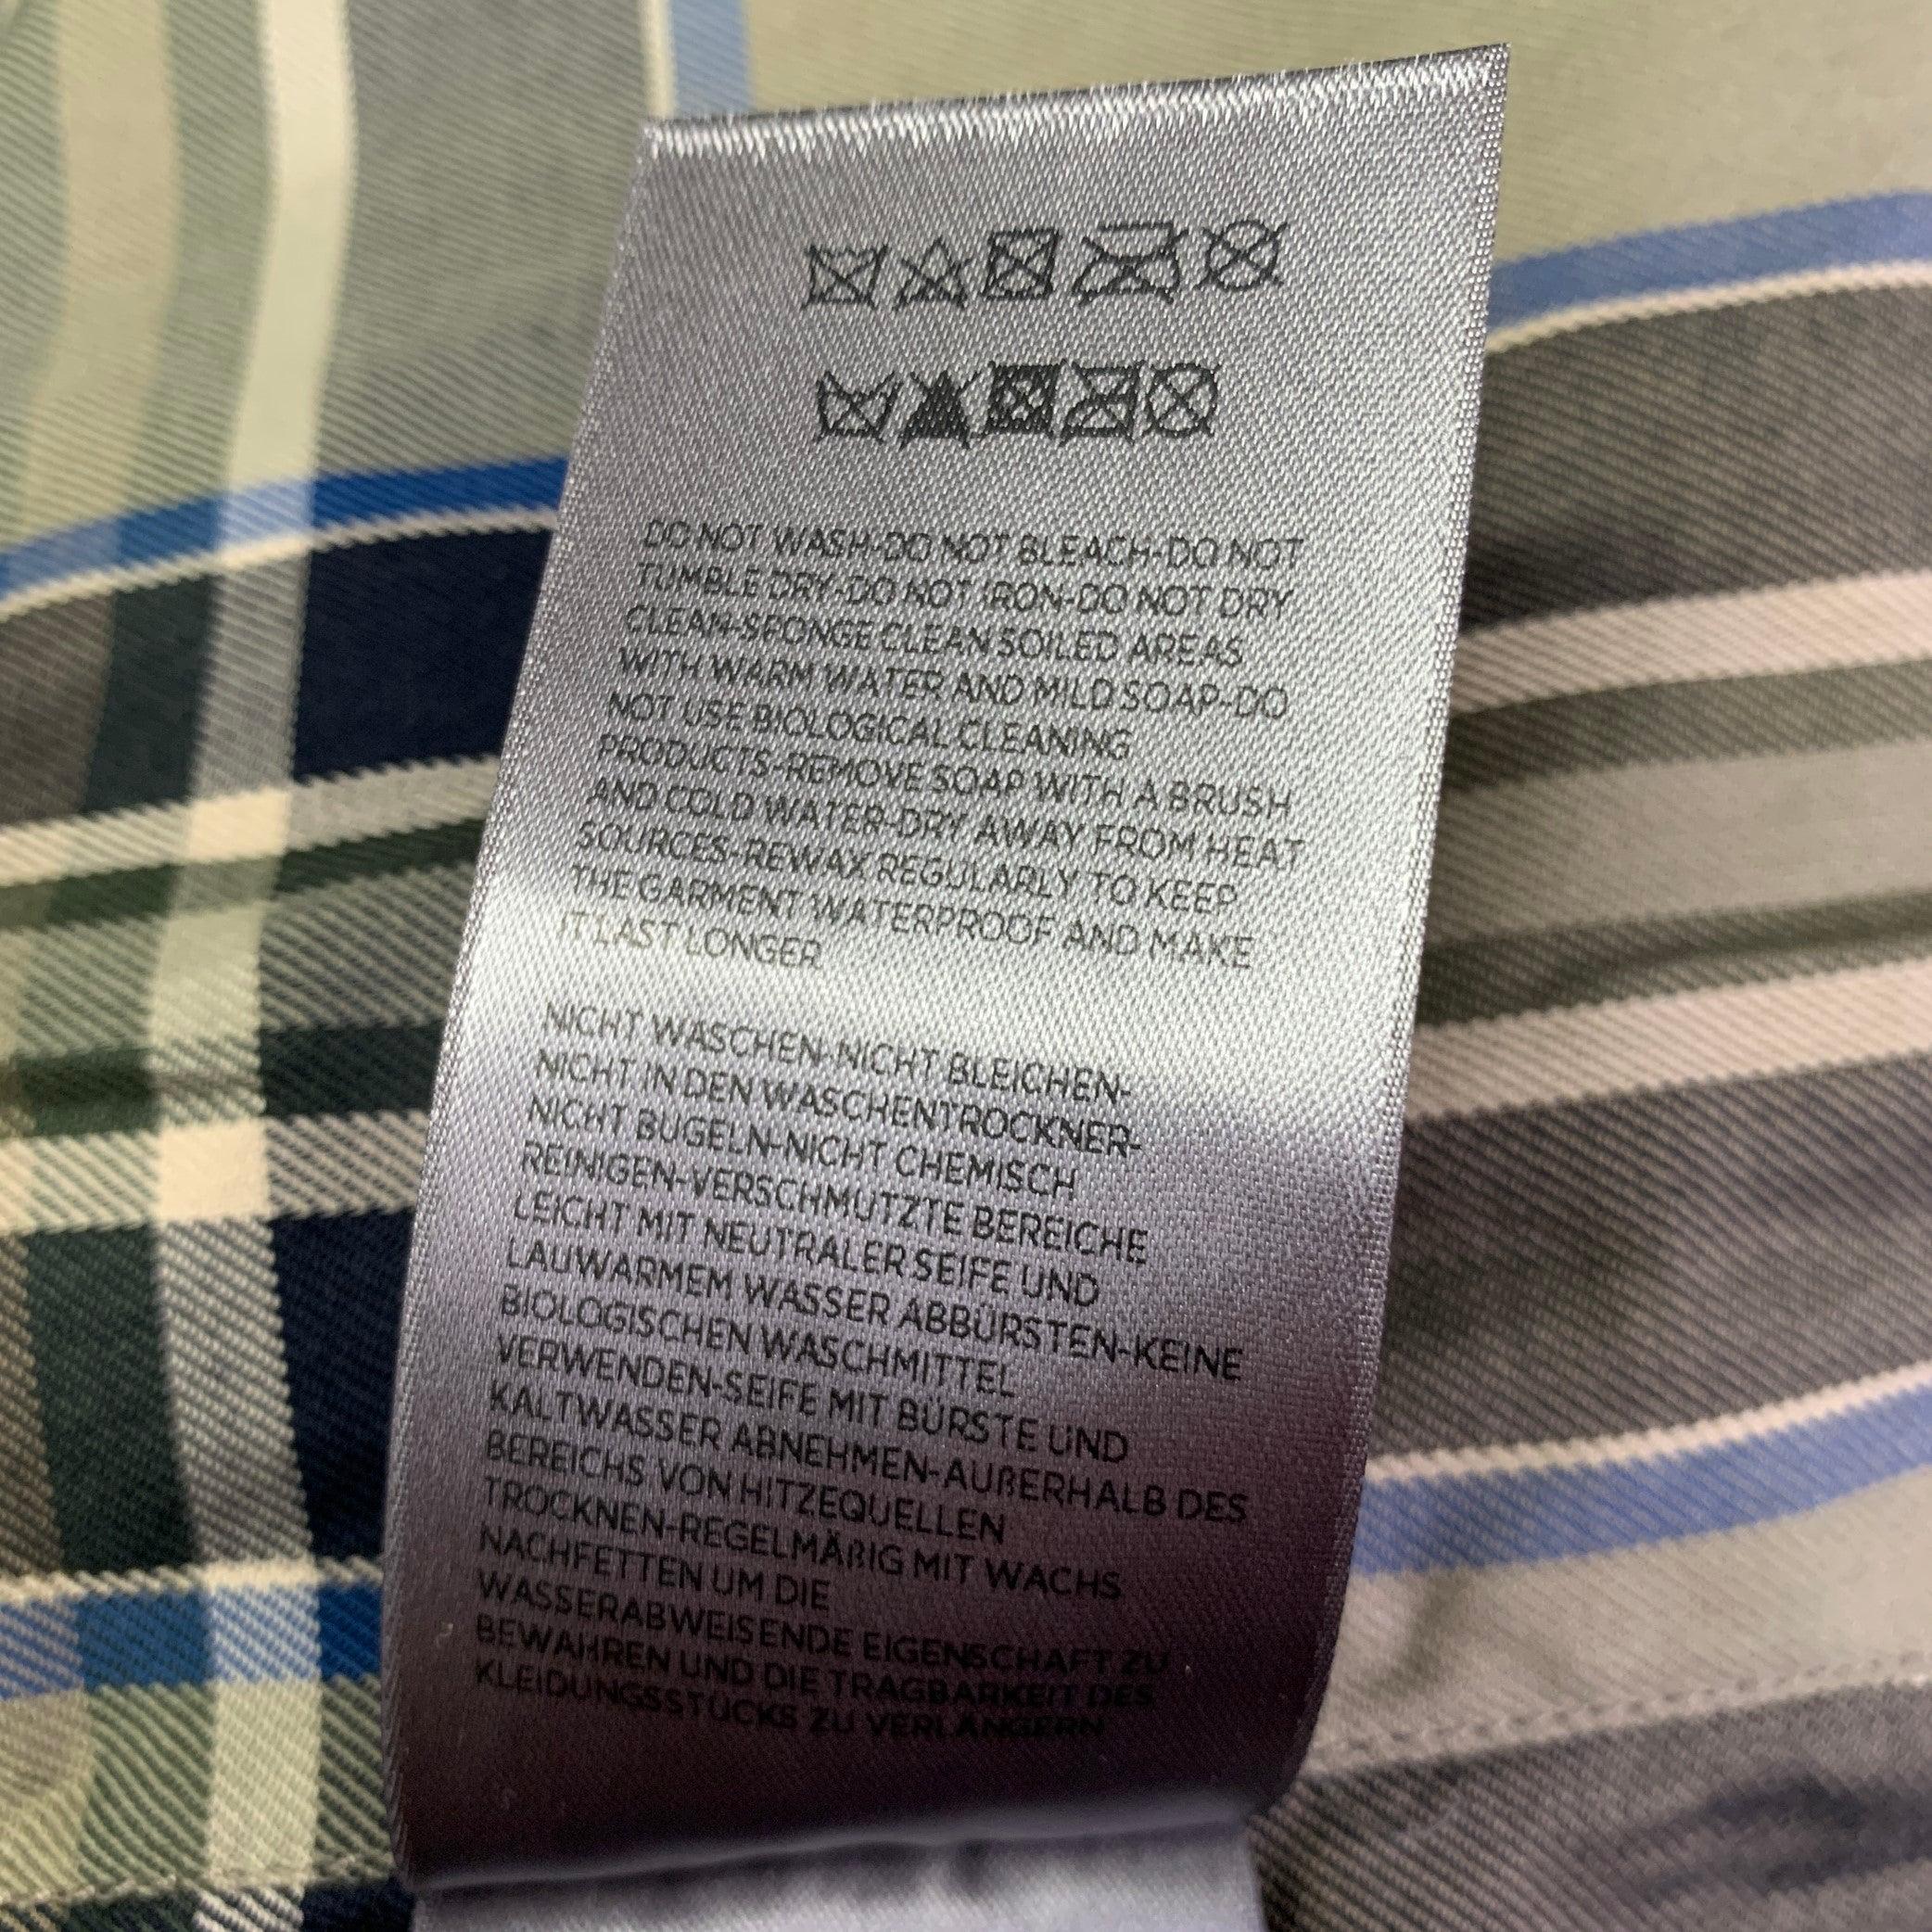 DO NOT WASH-DO NOT BLEACH-DO NOT
TUMBLE DRY-DO NOT IRON-DO NOT DRY
CLEAN-SPONGE CLEAN SOILED AREAS
WITH WARM WATER AND MILD SOAP-DO
NOT USE BIOLOGICAL CLEANING
PRODUCTS-REMOVE SOAP WITH A BRUSH
AND COLD WATER-DRY AWAY FROM HEAT
SOURCES-REWAX REGULARLY TO KEEP
THE GARMENT WATERPROOF AND MAKE
IT LAST LONGER
NICHT WASCHEN-NICHT BLEICHEN-
NICHT IN DEN WASCHENTROCKNER-
NICHT BUGELN-NICHT CHEMISCH
REINIGEN-VERSCHMUTZTE BEREICHE
LEICHT MIT NEUTRALER SEIFE UND
LAUWARMEM WASSER ABBÜRSTEN-KEINE
BIOLOGISCHEN WASCHMITTEL
VERWENDEN-SEIFE MIT BÜRSTE UND
KALTWASSER ABNEHMEN-AUßERHALB DES
BEREICHS VON HITZEQUELLEN
TROCKNEN-REGELMÄßIG MIT WACHS
NACHFETTEN UM DIE
WASSERABWEISENDE EIGENSCHAFT ZU
BEWAHREN UND DIE TRAGBARKEIT DES
KLEIDUNGSSTÜCKS ZU VERLÄNGERN